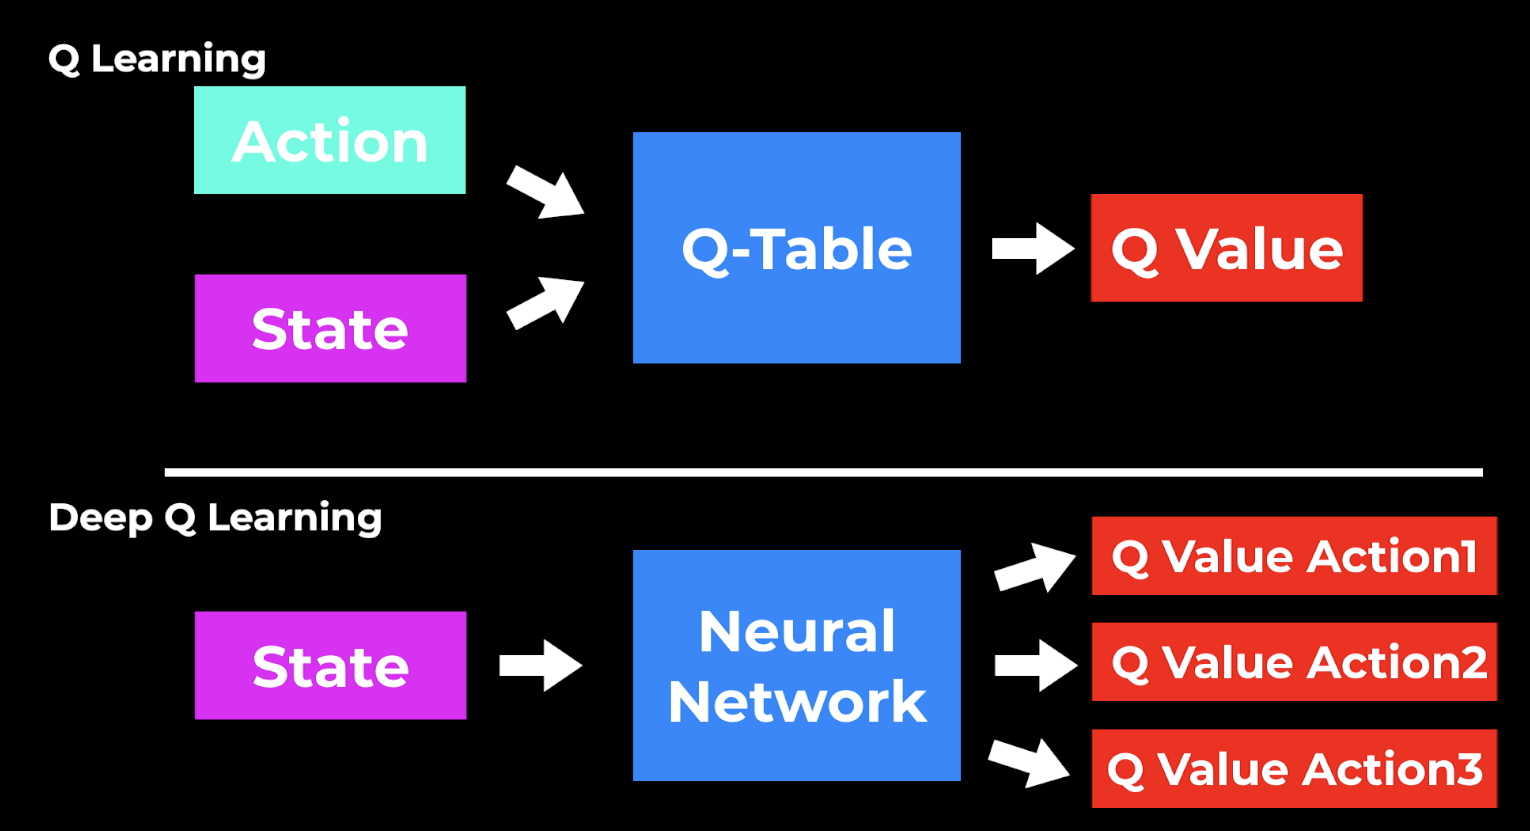 Q Learning
Action
State
Q-Table
Q Value
Deep Q Learning
State
Neural
Network
Q Value Action1
Q Value Action2
Q Value Action3